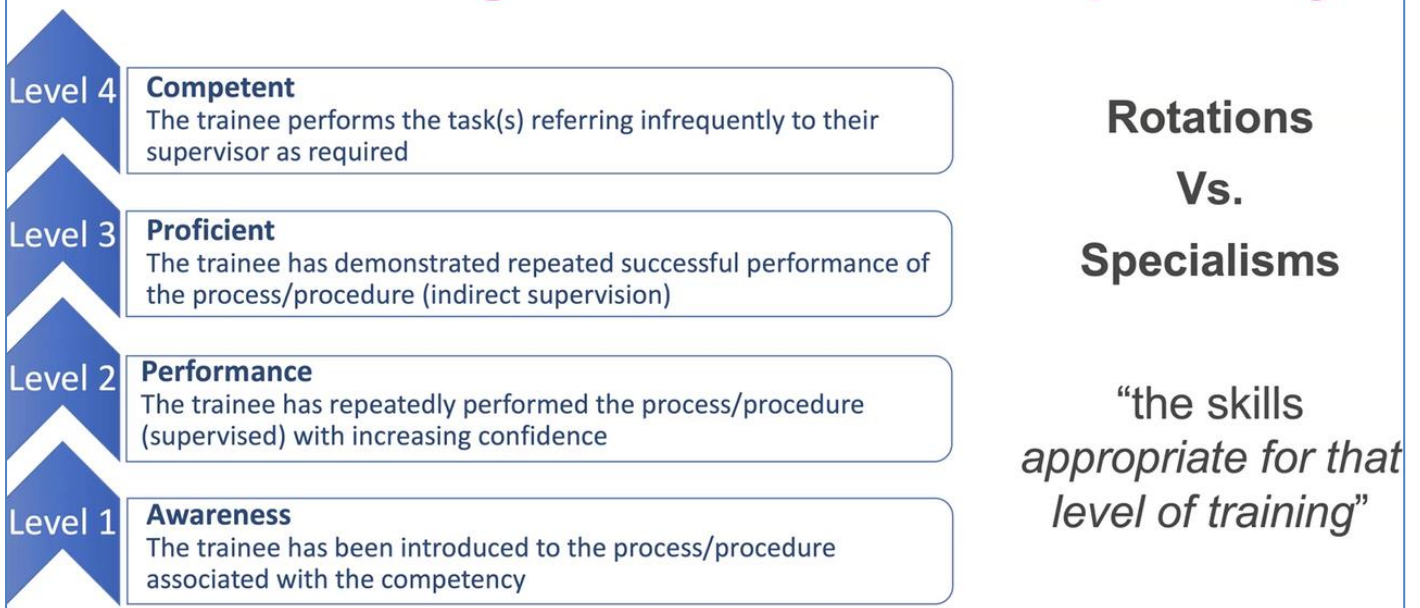 Level 4
Competent
The trainee performs the task(s) referring infrequently to their
supervisor as required
Level 3
Proficient
The trainee has demonstrated repeated successful performance of
the process/procedure (indirect supervision)
Level 2
Performance
The trainee has repeatedly performed the process/procedure
(supervised) with increasing confidence
Level 1
Awareness
The trainee has been introduced to the process/procedure
associated with the competency
Rotations
Vs.
Specialisms
“the skills
appropriate for that
level of training”